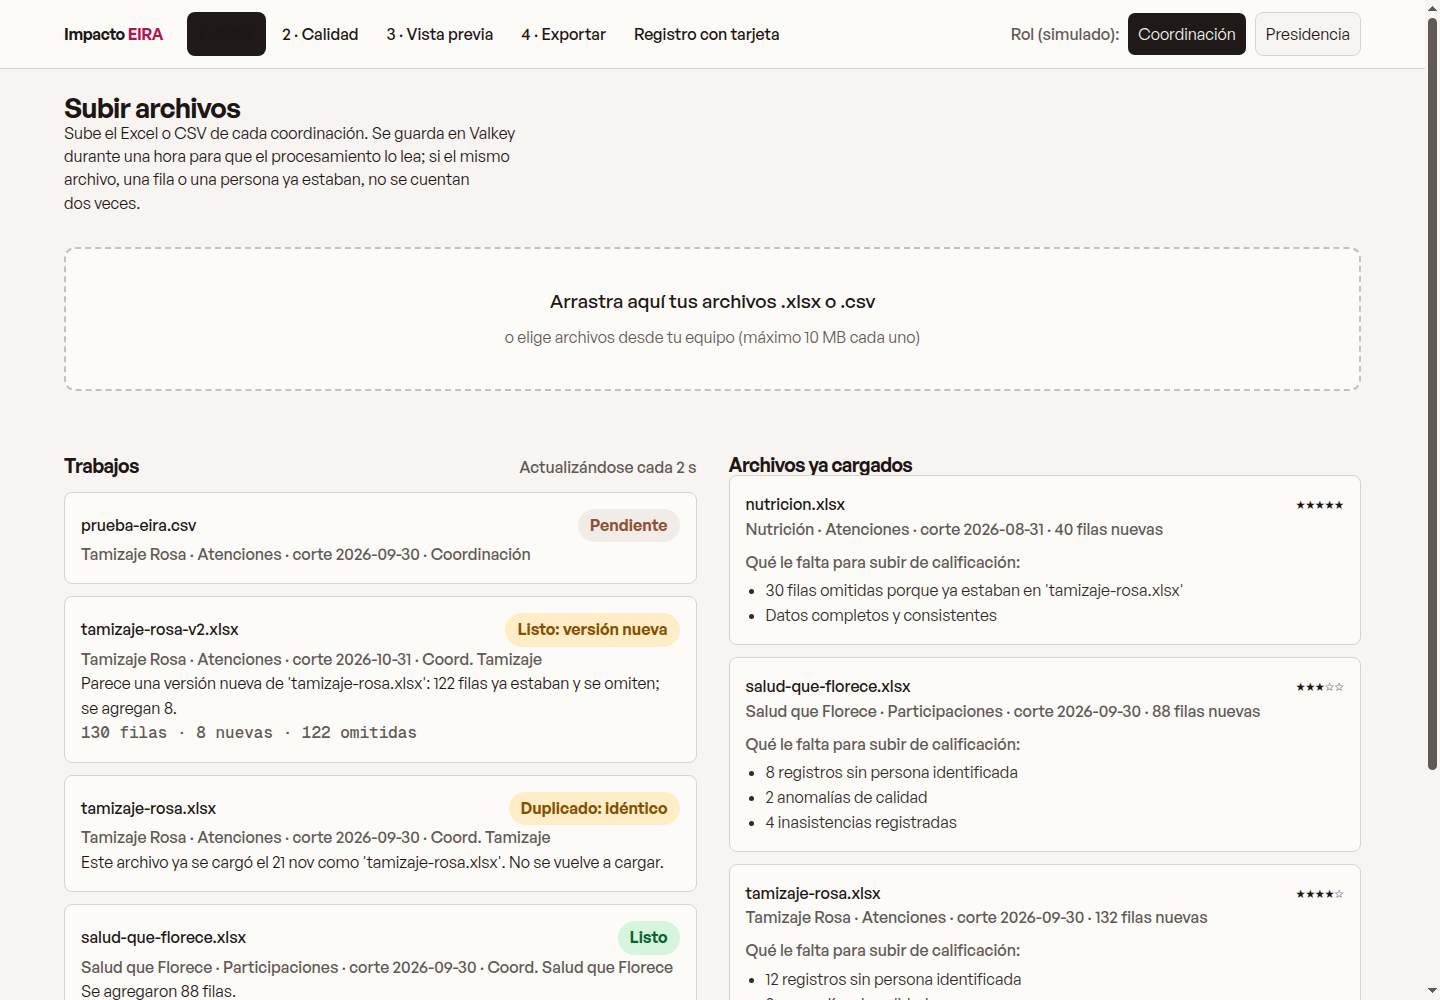 Impacto EIRA
2 · Calidad
3 · Vista previa
4 · Exportar
Registro con tarjeta
Rol (simulado):
Coordinación
Presidencia
Subir archivos
Sube el Excel o CSV de cada coordinación. Se guarda en Valkey
durante una hora para que el procesamiento lo lea; si el mismo
archivo, una fila o una persona ya estaban, no se cuentan
dos veces.
Arrastra aquí tus archivos .xlsx o .csv
o elige archivos desde tu equipo (máximo 10 MB cada uno)
Trabajos
Actualizándose cada 2 s
prueba-eira.csv
Pendiente
Tamizaje Rosa · Atenciones · corte 2026-09-30 · Coordinación
tamizaje-rosa-v2.xlsx
Listo: versión nueva
Tamizaje Rosa · Atenciones · corte 2026-10-31 · Coord. Tamizaje
Parece una versión nueva de 'tamizaje-rosa.xlsx': 122 filas ya estaban y se omiten;
se agregan 8.
130 filas · 8 nuevas · 122 omitidas
tamizaje-rosa.xlsx
Duplicado: idéntico
Tamizaje Rosa · Atenciones · corte 2026-09-30 · Coord. Tamizaje
Este archivo ya se cargó el 21 nov como 'tamizaje-rosa.xlsx'. No se vuelve a cargar.
salud-que-florece.xlsx
Listo
Salud que Florece · Participaciones · corte 2026-09-30 · Coord. Salud que Florece
Se agregaron 88 filas.
Archivos ya cargados
nutricion.xlsx
★★★★★
Nutrición · Atenciones · corte 2026-08-31 · 40 filas nuevas
Qué le falta para subir de calificación:
• 30 filas omitidas porque ya estaban en 'tamizaje-rosa.xlsx'
• Datos completos y consistentes
salud-que-florece.xlsx
★★★☆☆
Salud que Florece · Participaciones · corte 2026-09-30 · 88 filas nuevas
Qué le falta para subir de calificación:
• 8 registros sin persona identificada
• 2 anomalías de calidad
• 4 inasistencias registradas
tamizaje-rosa.xlsx
★★★★☆
Tamizaje Rosa · Atenciones · corte 2026-09-30 · 132 filas nuevas
Qué le falta para subir de calificación:
• 12 registros sin persona identificada